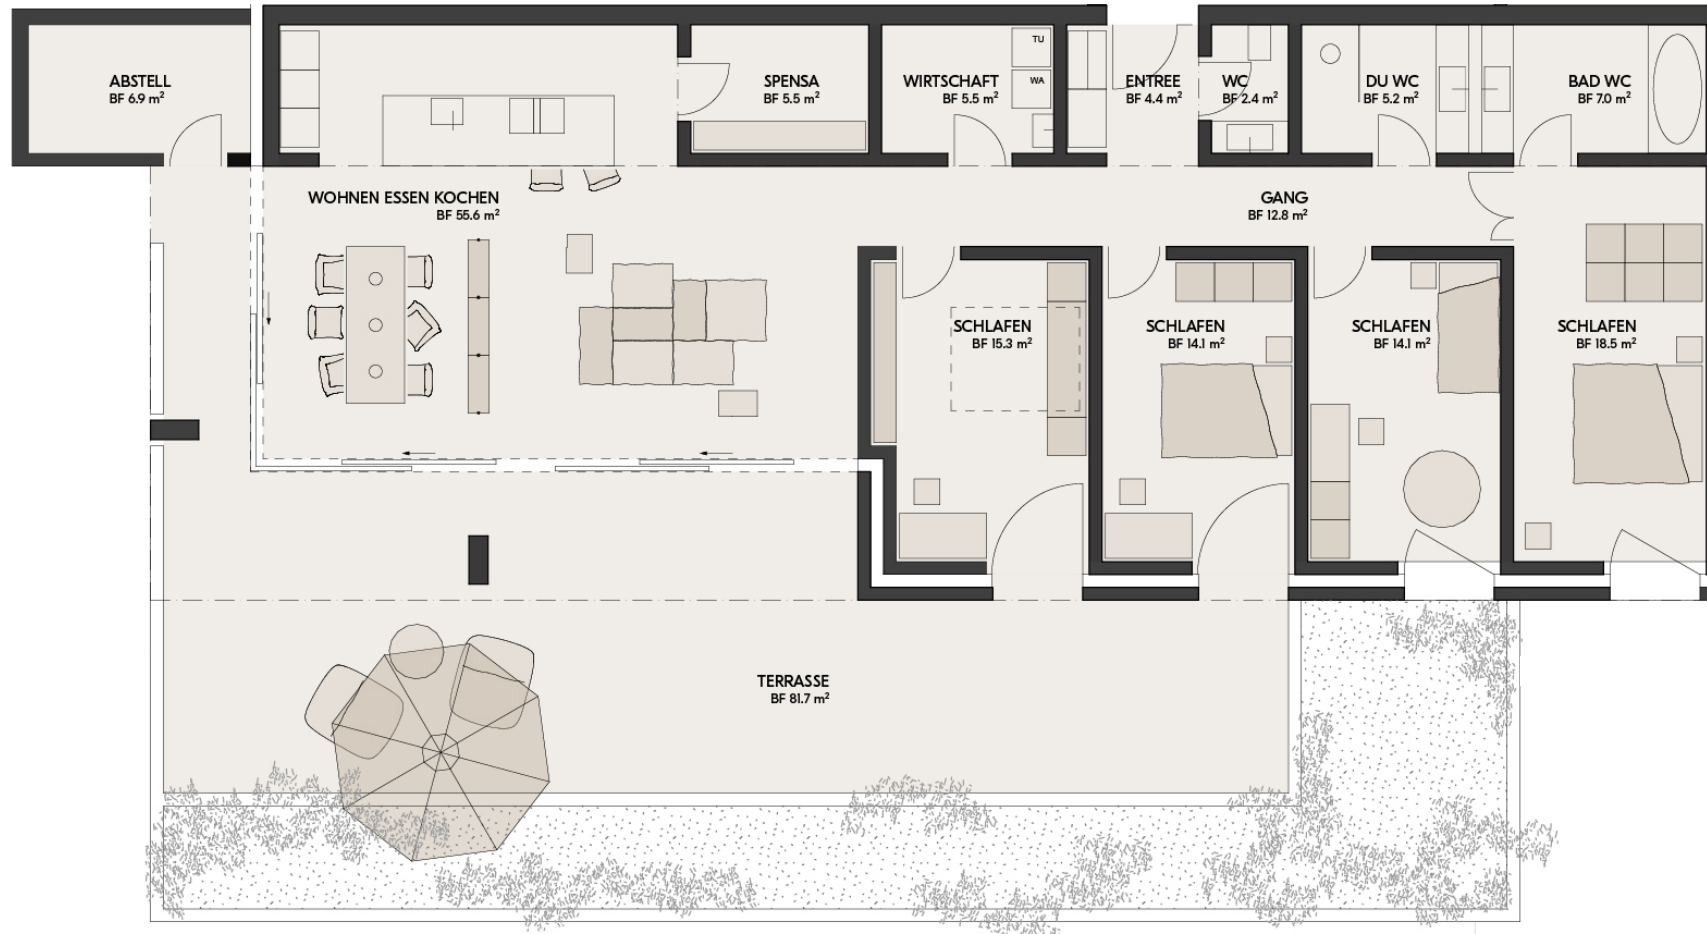 ABSTELL
BF 6.9 m²
SPENSA
BF 5.5 m²
WIRTSCHAFT
BF 5.5 m²
TU
WA
ENTREE
BF 4.4 m²
WC
BF 2.4 m²
DU WC
BF 5.2 m²
BAD WC
BF 7.0 m²
WOHNEN ESSEN KOCHEN
BF 55.6 m²
GANG
BF 12.8 m²
SCHLAFEN
BF 15.3 m²
SCHLAFEN
BF 14.1 m²
SCHLAFEN
BF 14.1 m²
SCHLAFEN
BF 18.5 m²
TERRASSE
BF 81.7 m²